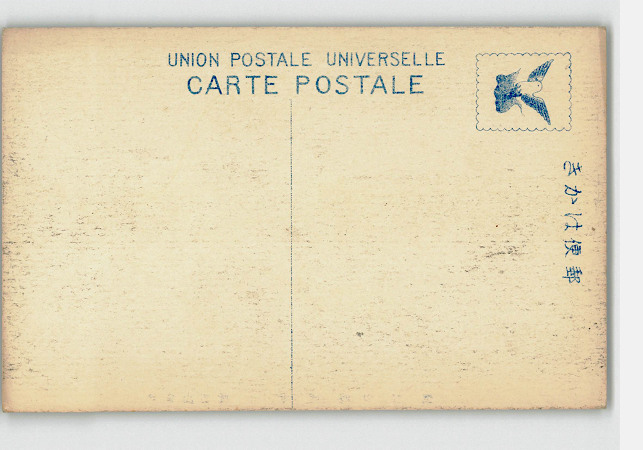 UNION POSTALE UNIVERSELLE
CARTE POSTALE
郵便はかき